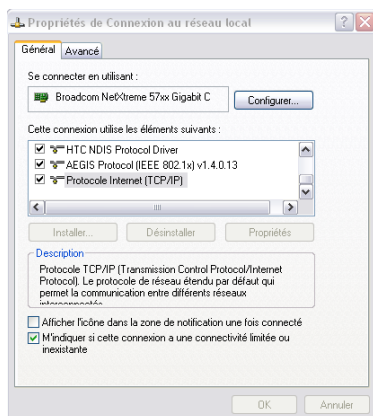 Propriétés de Connexion au réseau local
Général
Avancé
Se connecter en utilisant :
Broadcom NetXtreme 57xx Gigabit C
Configurer...
Cette connexion utilise les éléments suivants :
HTC NDIS Protocol Driver
AEGIS Protocol (IEEE 802.1x) v1.4.0.13
Protocole Internet (TCP/IP)
Installer...
Désinstaller
Propriétés
Description
Protocole TCP/IP (Transmission Control Protocol/Internet
Protocol). Le protocole de réseau étendu par défaut qui
permet la communication entre différents réseaux
Afficher l'icône dans la zone de notification une fois connecté
M'indiquer si cette connexion a une connectivité limitée ou
inexistante
OK
Annuler